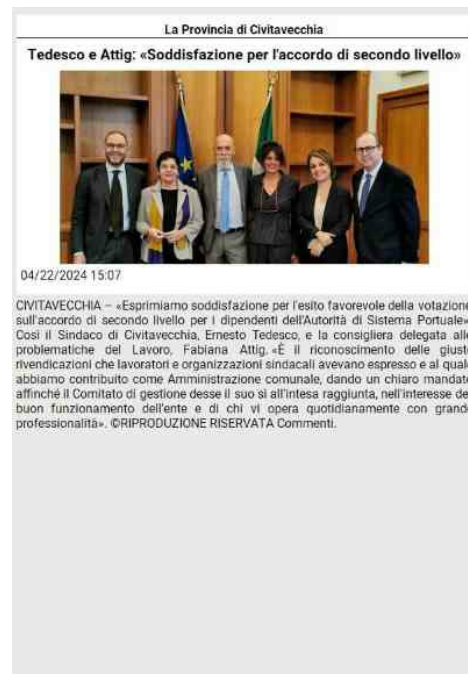 La Provincia di Civitavecchia
Tedesco e Attig: «Soddisfazione per l'accordo di secondo livello»
04/22/2024 15:07
CIVITAVECCHIA – «Esprimiamo soddisfazione per l'esito favorevole della votazione
sull'accordo di secondo livello per i dipendenti dell'Autorità di Sistema Portuale»
Così il Sindaco di Civitavecchia, Ernesto Tedesco, e la consigliera delegata alle
problematiche del Lavoro, Fabiana Attig. «È il riconoscimento delle giuste
rivendicazioni che lavoratori e organizzazioni sindacali avevano espresso e al quale
abbiamo contribuito come Amministrazione comunale, dando un chiaro mandato
affinché il Comitato di gestione desse il suo sì all'intesa raggiunta, nell'interesse del
buon funzionamento dell'ente e di chi vi opera quotidianamente con grande
professionalità». ©RIPRODUZIONE RISERVATA Commenti.